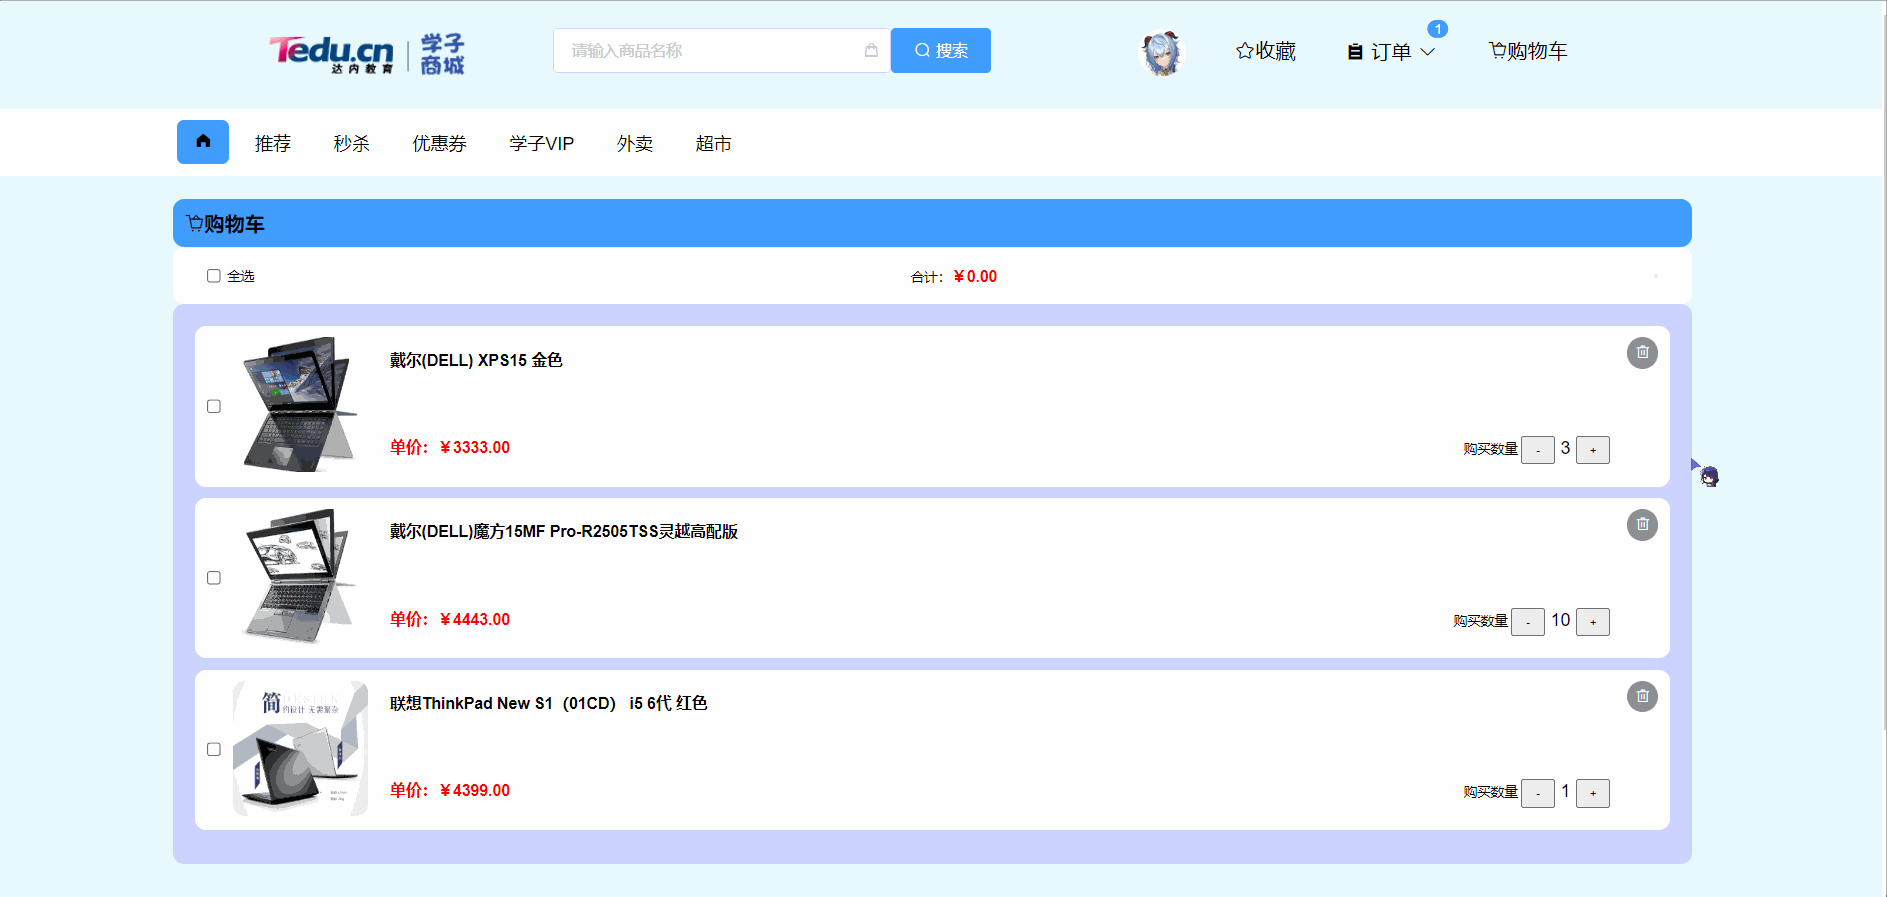 Tedu.cn
达内教育
学子
商城
请输入商品名称
搜索
收藏
订单
1
购物车
推荐
秒杀
优惠券
学子VIP
外卖
超市
购物车
全选
合计：￥0.00
戴尔(DELL) XPS15 金色
单价：￥3333.00
购买数量 - 3 +
戴尔(DELL)魔方15MF Pro-R2505TSS灵越高配版
单价：￥4443.00
购买数量 - 10 +
简 DESIGN
约设计 无需繁杂
联想ThinkPad New S1（01CD） i5 6代 红色
单价：￥4399.00
购买数量 - 1 +